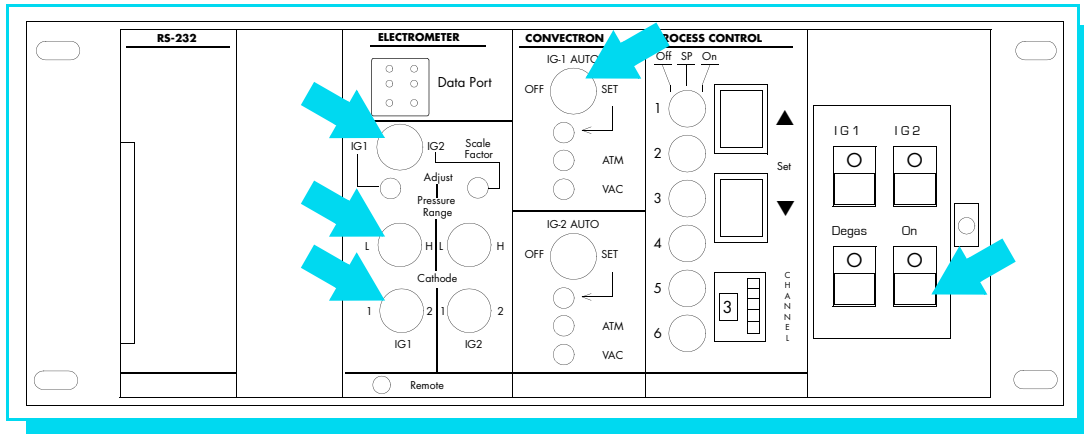 RS-232
ELECTROMETER
Data Port
IG1
IG2
Scale
Factor
Adjust
Pressure
Range
L
H
L
H
Cathode
1
2
1
2
IG1
IG2
Remote
CONVECTRON
IG-1 AUTO
OFF
SET
ATM
VAC
IG-2 AUTO
OFF
SET
ATM
VAC
ROCESS CONTROL
Off SP On
1
2
3
4
5
6
Set
3
CHANNEL
IG1
IG2
Degas
On